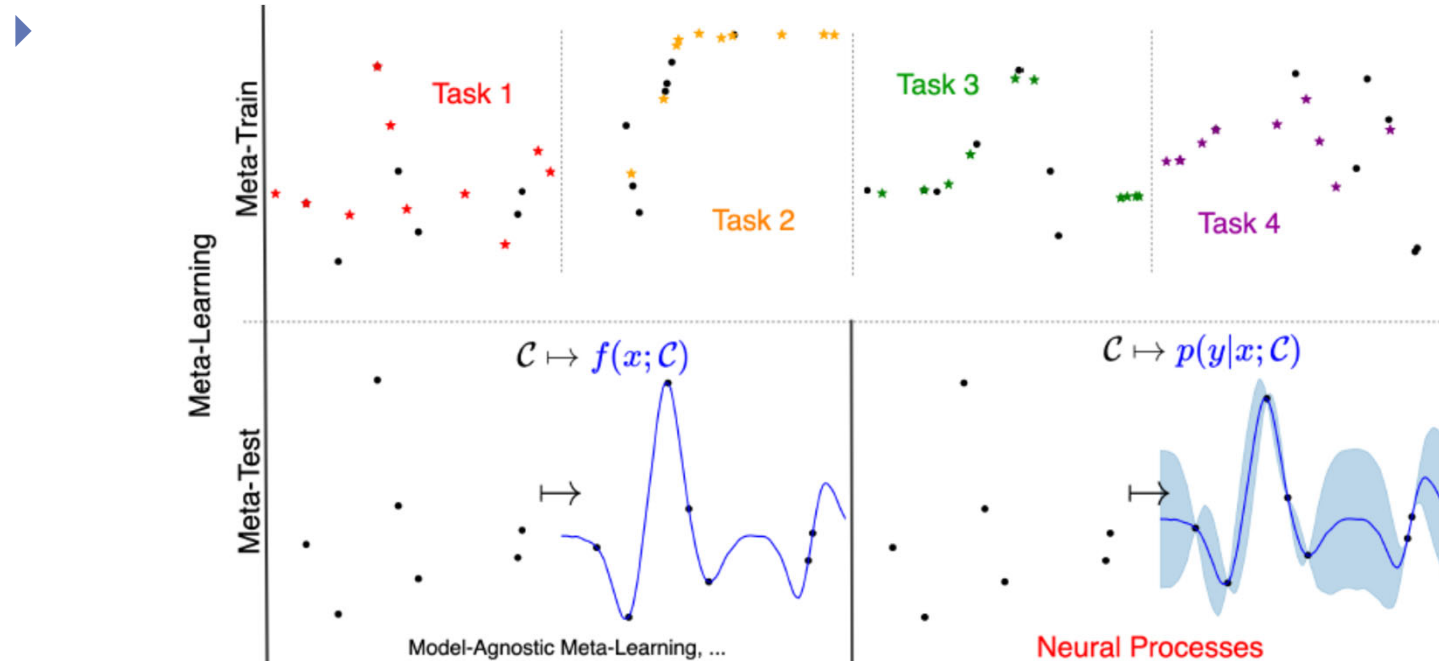 Meta-Learning
Meta-Train
Task 1
Task 2
Task 3
Task 4
Meta-Test
𝒞 ↦ f(x; 𝒞)
↦
Model-Agnostic Meta-Learning, ...
𝒞 ↦ p(y|x; 𝒞)
↦
Neural Processes